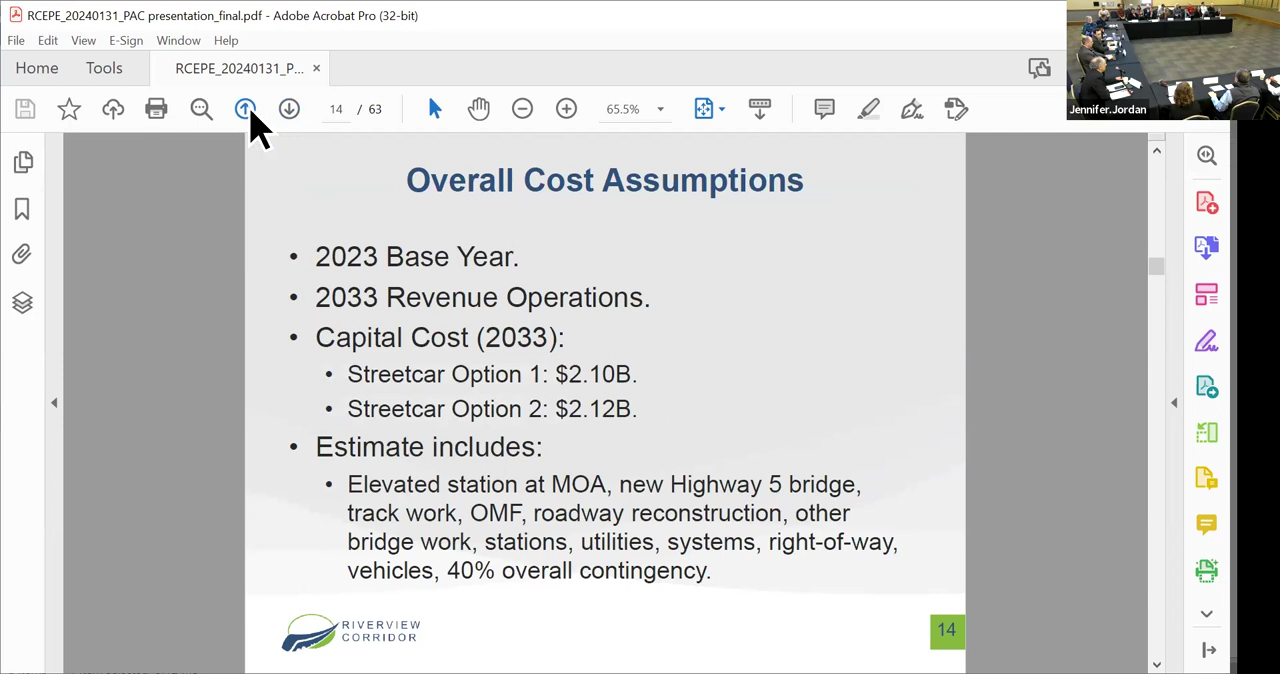 RCEPE_20240131_PAC presentation_final.pdf - Adobe Acrobat Pro (32-bit)
File Edit View E-Sign Window Help
Home Tools RCEPE_20240131_P... ×
14 / 63 65.5%
Jennifer.Jordan
Overall Cost Assumptions
• 2023 Base Year.
• 2033 Revenue Operations.
• Capital Cost (2033):
• Streetcar Option 1: $2.10B.
• Streetcar Option 2: $2.12B.
• Estimate includes:
• Elevated station at MOA, new Highway 5 bridge,
track work, OMF, roadway reconstruction, other
bridge work, stations, utilities, systems, right-of-way,
vehicles, 40% overall contingency.
RIVERVIEW
CORRIDOR
14